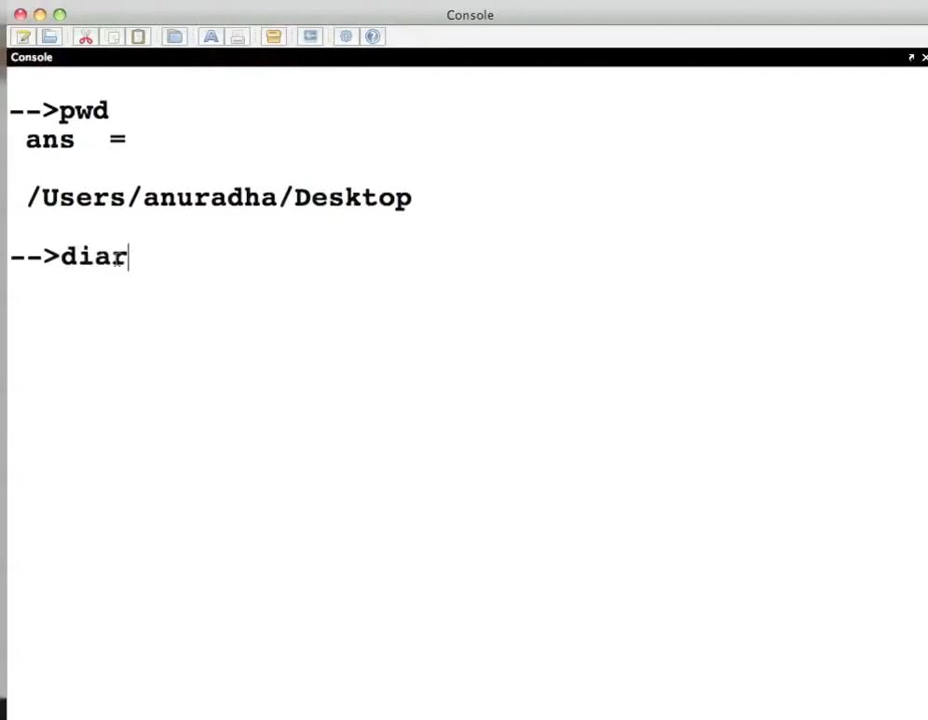 Console
Console
-->pwd
ans =
/Users/anuradha/Desktop
-->diar